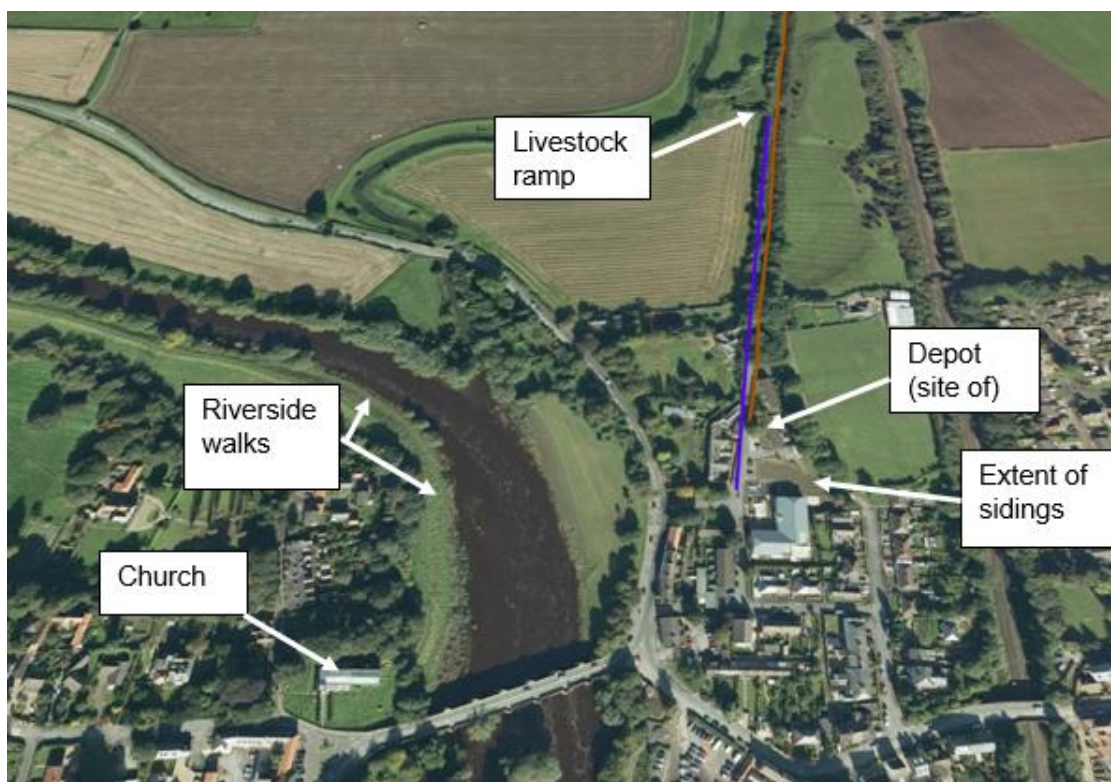 Livestock
ramp
Depot
(site of)
Riverside
walks
Extent of
sidings
Church